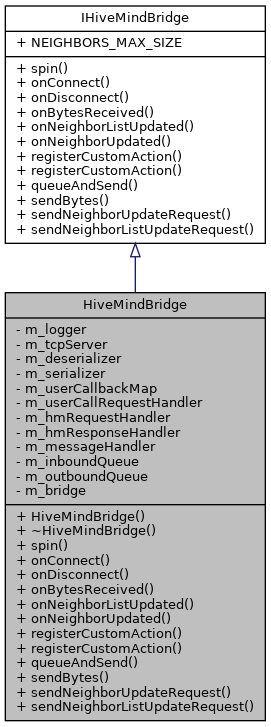 IHiveMindBridge
+ NEIGHBORS_MAX_SIZE
+ spin()
+ onConnect()
+ onDisconnect()
+ onBytesReceived()
+ onNeighborListUpdated()
+ onNeighborUpdated()
+ registerCustomAction()
+ registerCustomAction()
+ queueAndSend()
+ sendBytes()
+ sendNeighborUpdateRequest()
+ sendNeighborListUpdateRequest()
HiveMindBridge
- m_logger
- m_tcpServer
- m_deserializer
- m_serializer
- m_userCallbackMap
- m_userCallRequestHandler
- m_hmRequestHandler
- m_hmResponseHandler
- m_messageHandler
- m_inboundQueue
- m_outboundQueue
- m_bridge
+ HiveMindBridge()
+ ~HiveMindBridge()
+ spin()
+ onConnect()
+ onDisconnect()
+ onBytesReceived()
+ onNeighborListUpdated()
+ onNeighborUpdated()
+ registerCustomAction()
+ registerCustomAction()
+ queueAndSend()
+ sendBytes()
+ sendNeighborUpdateRequest()
+ sendNeighborListUpdateRequest()